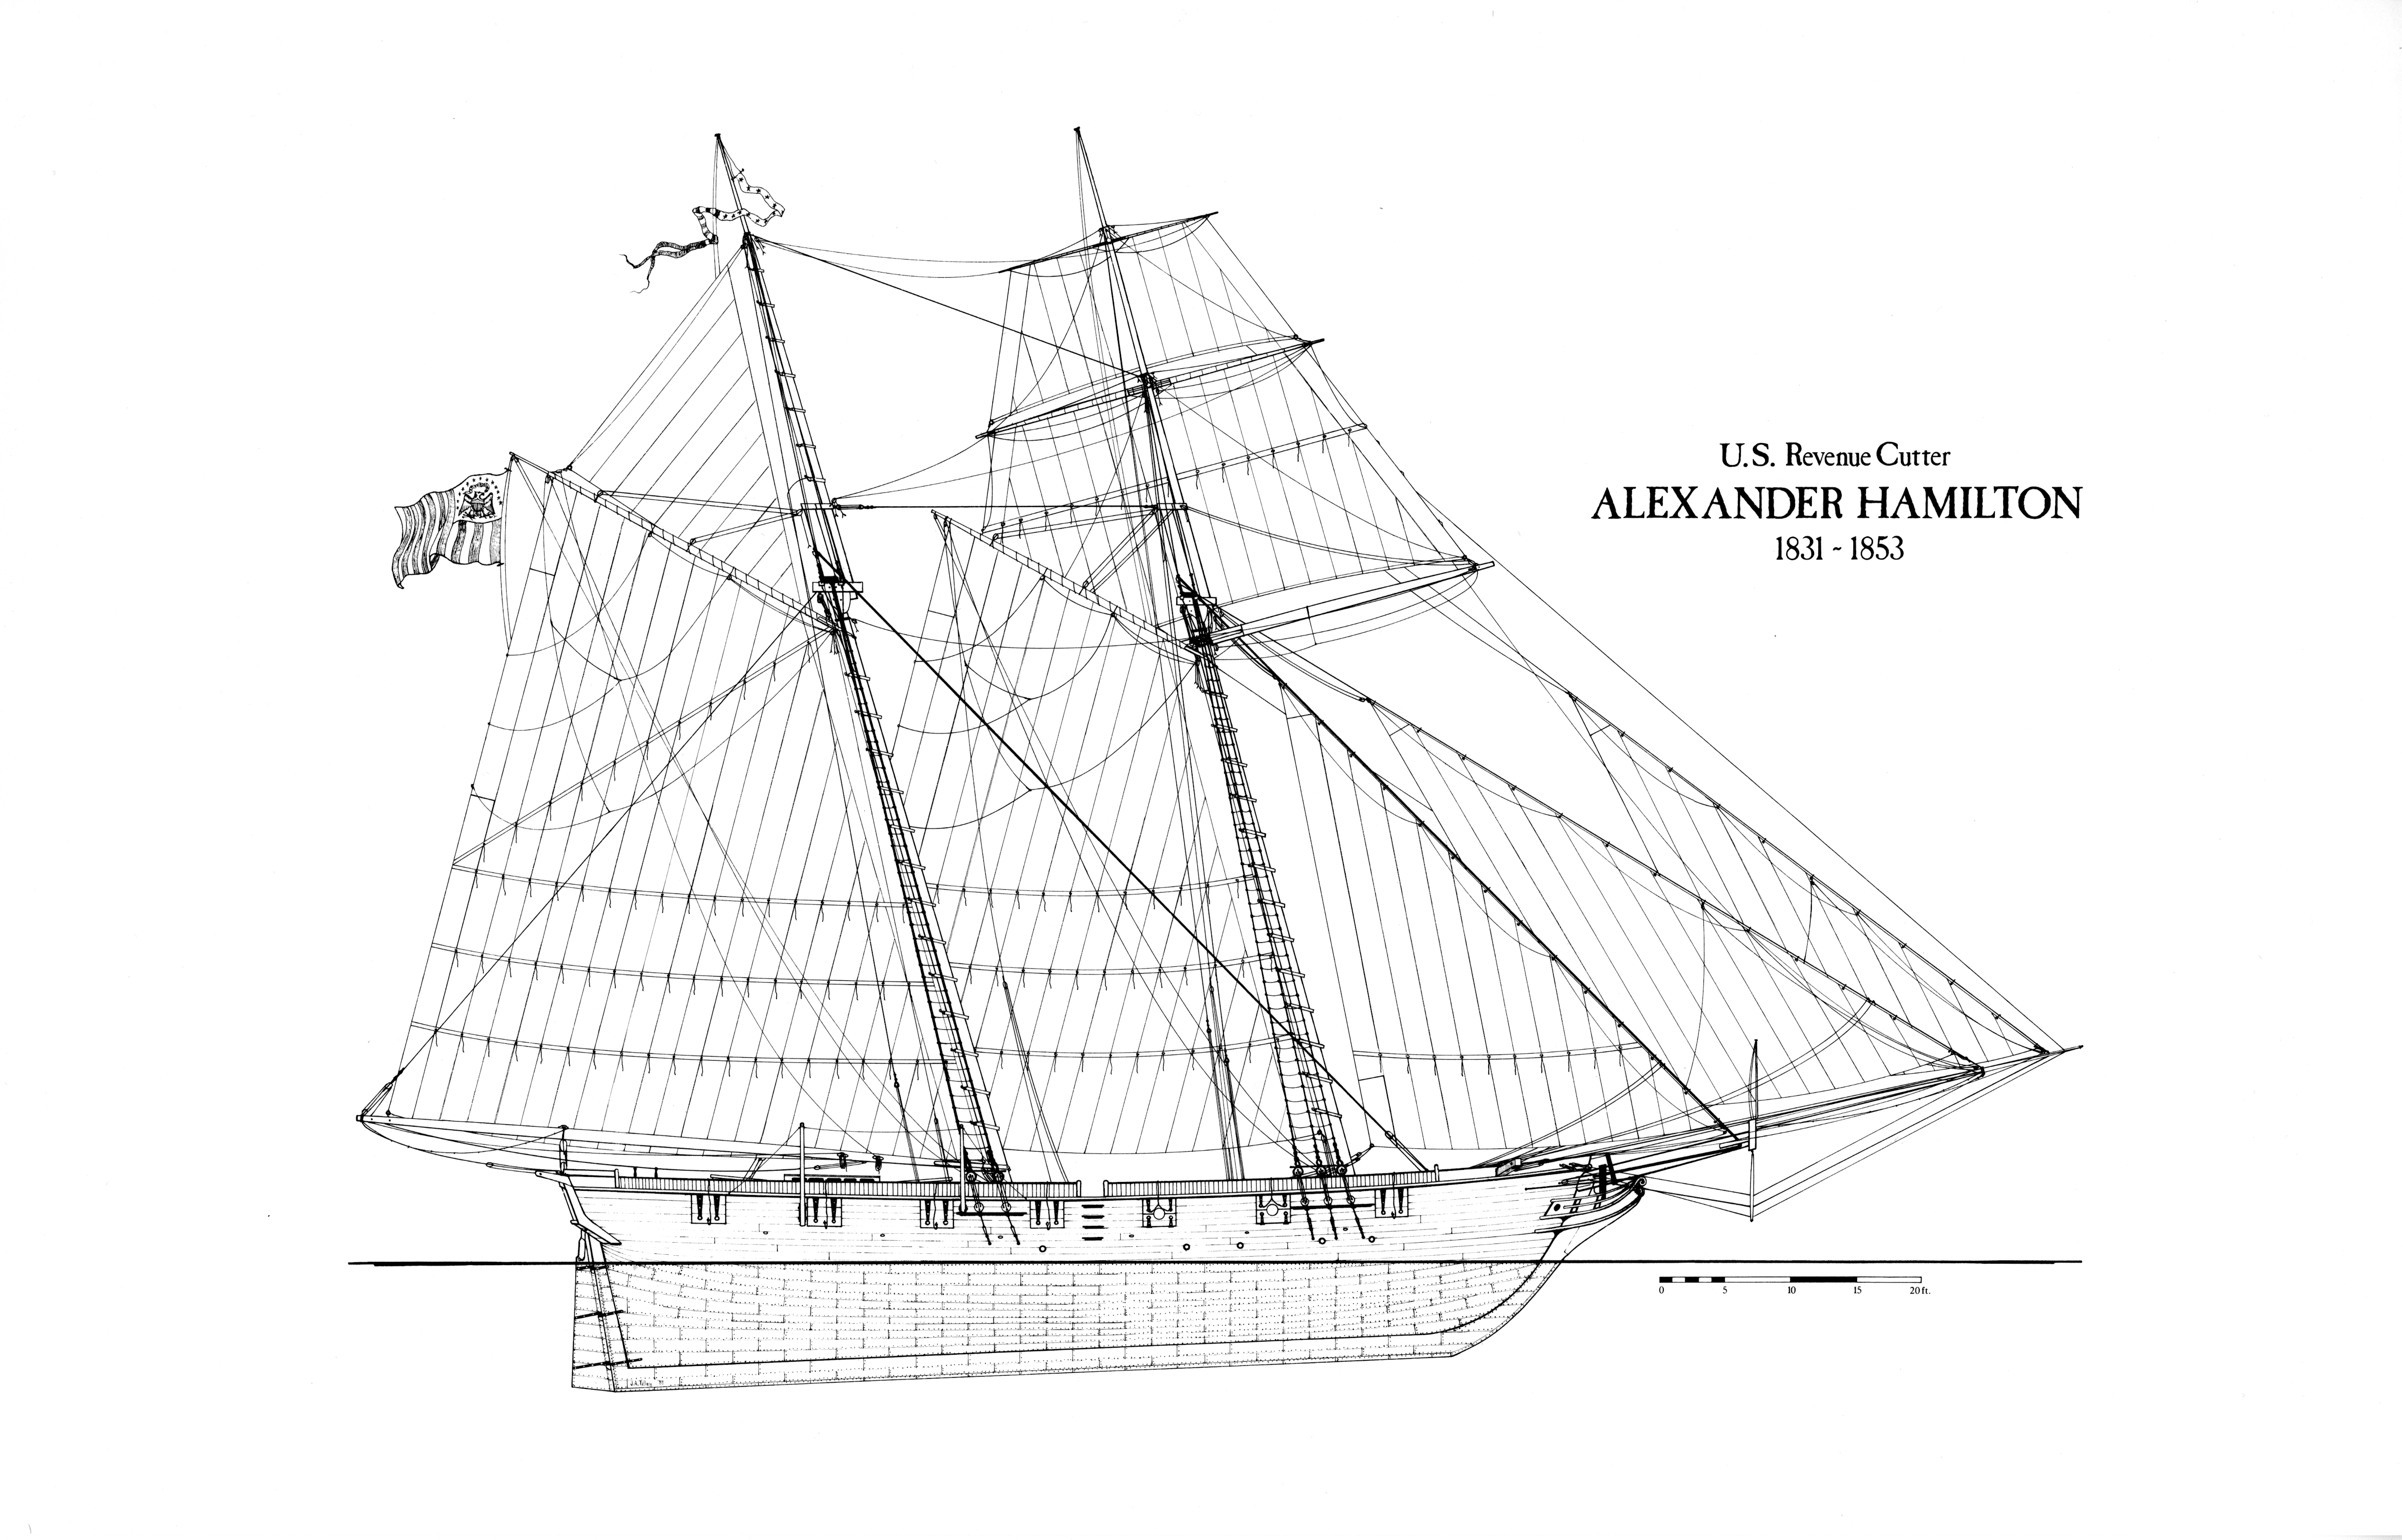 U.S. Revenue Cutter
ALEXANDER HAMILTON
1831 ~ 1853
0 5 10 15 20 ft.